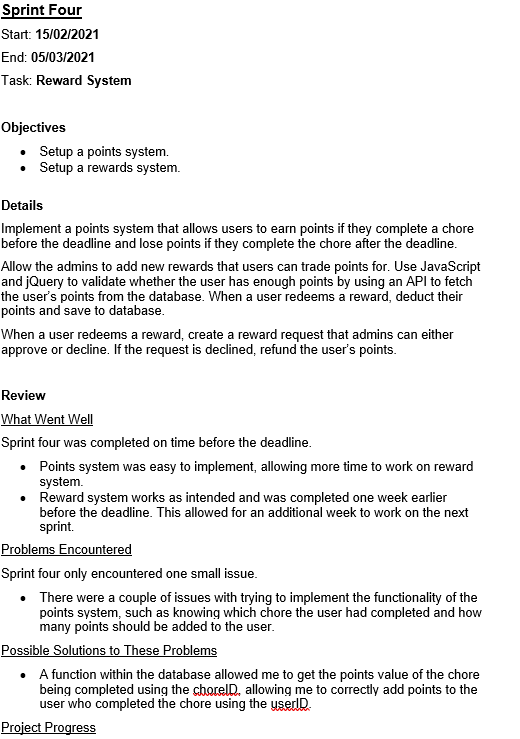 Sprint Four
Start: 15/02/2021
End: 05/03/2021
Task: Reward System
Objectives
• Setup a points system.
• Setup a rewards system.
Details
Implement a points system that allows users to earn points if they complete a chore
before the deadline and lose points if they complete the chore after the deadline.
Allow the admins to add new rewards that users can trade points for. Use JavaScript
and jQuery to validate whether the user has enough points by using an API to fetch
the user's points from the database. When a user redeems a reward, deduct their
points and save to database.
When a user redeems a reward, create a reward request that admins can either
approve or decline. If the request is declined, refund the user's points.
Review
What Went Well
Sprint four was completed on time before the deadline.
• Points system was easy to implement, allowing more time to work on reward
system.
• Reward system works as intended and was completed one week earlier
before the deadline. This allowed for an additional week to work on the next
sprint.
Problems Encountered
Sprint four only encountered one small issue.
• There were a couple of issues with trying to implement the functionality of the
points system, such as knowing which chore the user had completed and how
many points should be added to the user.
Possible Solutions to These Problems
• A function within the database allowed me to get the points value of the chore
being completed using the choreID, allowing me to correctly add points to the
user who completed the chore using the userID.
Project Progress